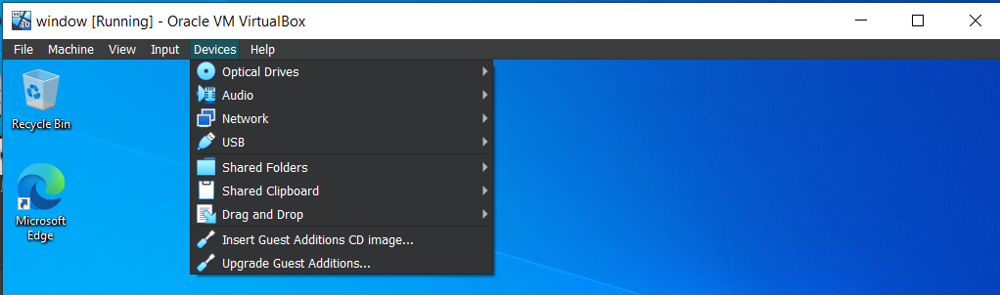 window [Running] - Oracle VM VirtualBox
File Machine View Input Devices Help
Optical Drives
Audio
Network
USB
Shared Folders
Shared Clipboard
Drag and Drop
Insert Guest Additions CD image...
Upgrade Guest Additions...
Recycle Bin
Microsoft
Edge